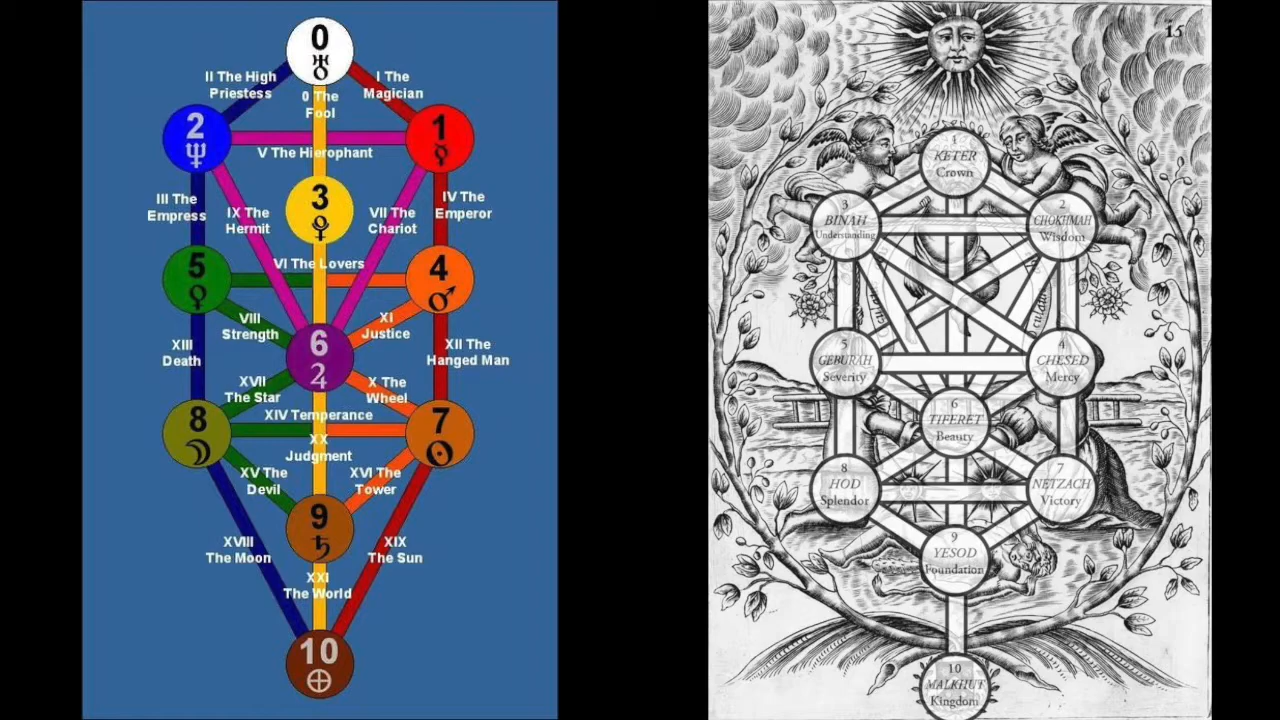 0
♅
II The High
Priestess
I The
Magician
0 The
Fool
2
♆
1
☿
V The Hierophant
III The
Empress
IX The
Hermit
3
♀
VII The
Chariot
IV The
Emperor
VI The Lovers
5
♀
4
♂
VIII
Strength
XI
Justice
XIII
Death
6
♃
XII The
Hanged Man
XVII
The Star
X The
Wheel
8
☽
XIV Temperance
7
☉
XX
Judgment
XV The
Devil
XVI The
Tower
9
♄
XVIII
The Moon
XIX
The Sun
XXI
The World
10
⊕
15
1
KETER
Crown
3
BINAH
Understanding
2
CHOKHMAH
Wisdom
5
GEBURAH
Severity
4
CHESED
Mercy
6
TIFERET
Beauty
8
HOD
Splendor
7
NETZACH
Victory
9
YESOD
Foundation
10
MALKHUT
Kingdom